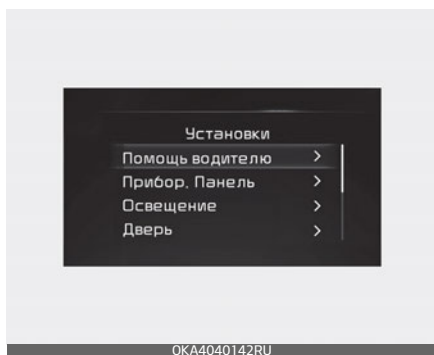 Установки
Помощь водителю >
Прибор. Панель >
Освещение >
Дверь >
OKA4040142RU